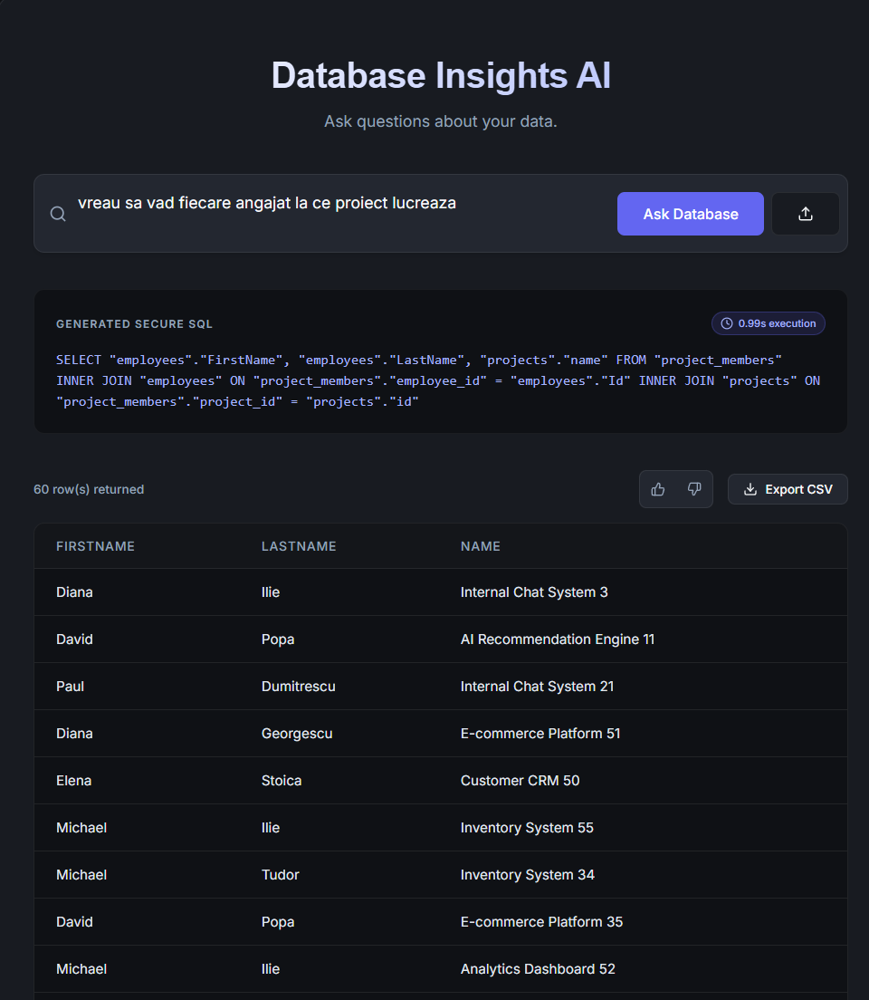 Database Insights AI
Ask questions about your data.
vreau sa vad fiecare angajat la ce proiect lucreaza
Ask Database
GENERATED SECURE SQL
0.99s execution
SELECT "employees"."FirstName", "employees"."LastName", "projects"."name" FROM "project_members"
INNER JOIN "employees" ON "project_members"."employee_id" = "employees"."Id" INNER JOIN "projects" ON
"project_members"."project_id" = "projects"."id"
60 row(s) returned
Export CSV
FIRSTNAME LASTNAME NAME
Diana Ilie Internal Chat System 3
David Popa AI Recommendation Engine 11
Paul Dumitrescu Internal Chat System 21
Diana Georgescu E-commerce Platform 51
Elena Stoica Customer CRM 50
Michael Ilie Inventory System 55
Michael Tudor Inventory System 34
David Popa E-commerce Platform 35
Michael Ilie Analytics Dashboard 52